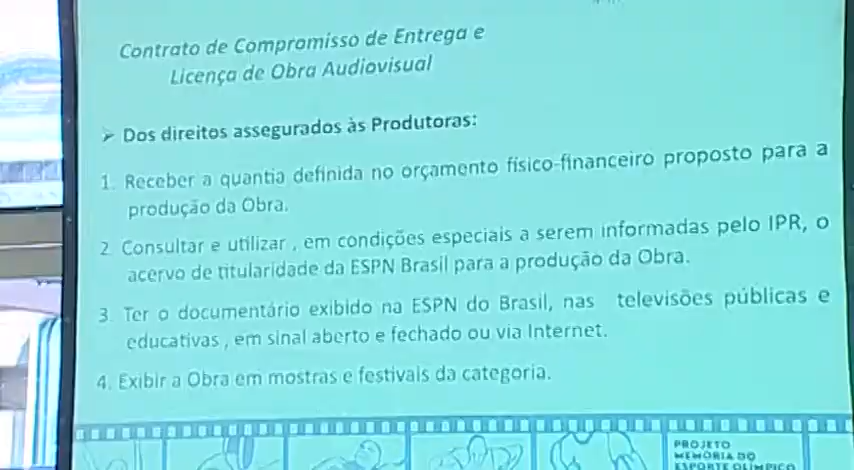 Contrato de Compromisso de Entrega e
Licença de Obra Audiovisual
➢ Dos direitos assegurados às Produtoras:
1. Receber a quantia definida no orçamento físico-financeiro proposto para a
produção da Obra.
2. Consultar e utilizar , em condições especiais a serem informadas pelo IPR, o
acervo de titularidade da ESPN Brasil para a produção da Obra.
3. Ter o documentário exibido na ESPN do Brasil, nas televisões públicas e
educativas , em sinal aberto e fechado ou via Internet.
4. Exibir a Obra em mostras e festivais da categoria.
PROJETO
MEMÓRIA DO
ESPORTE OLÍMPICO